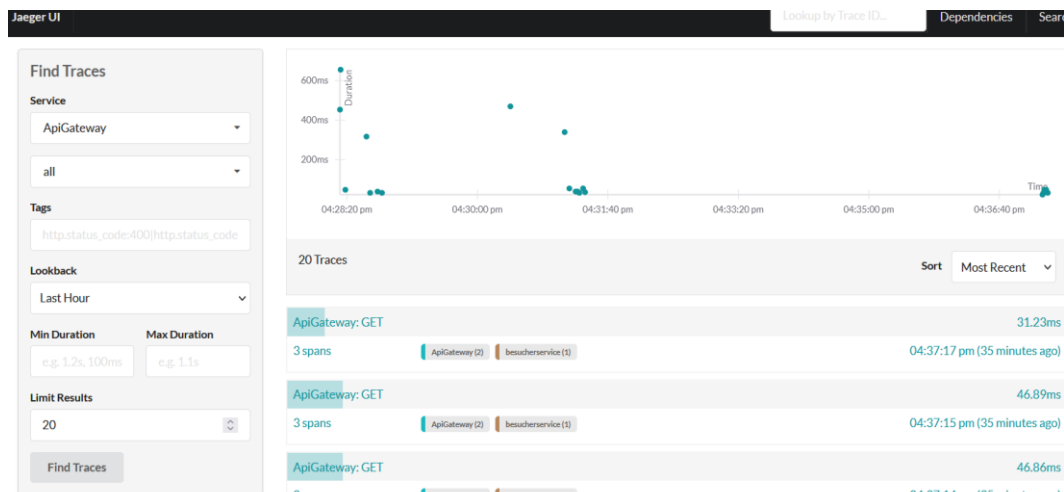 Jaeger UI
Lookup by Trace ID...
Dependencies
Sear
Find Traces
Service
ApiGateway
all
Tags
http.status_code:400|http.status_code
Lookback
Last Hour
Min Duration
Max Duration
e.g. 1.2s, 100ms
e.g. 1.1s
Limit Results
20
Find Traces
Duration
600ms
400ms
200ms
Time
04:28:20 pm
04:30:00 pm
04:31:40 pm
04:33:20 pm
04:35:00 pm
04:36:40 pm
20 Traces
Sort
Most Recent
ApiGateway: GET
31.23ms
3 spans
ApiGateway (2)
besucherservice (1)
04:37:17 pm (35 minutes ago)
ApiGateway: GET
46.89ms
3 spans
ApiGateway (2)
besucherservice (1)
04:37:15 pm (35 minutes ago)
ApiGateway: GET
46.86ms